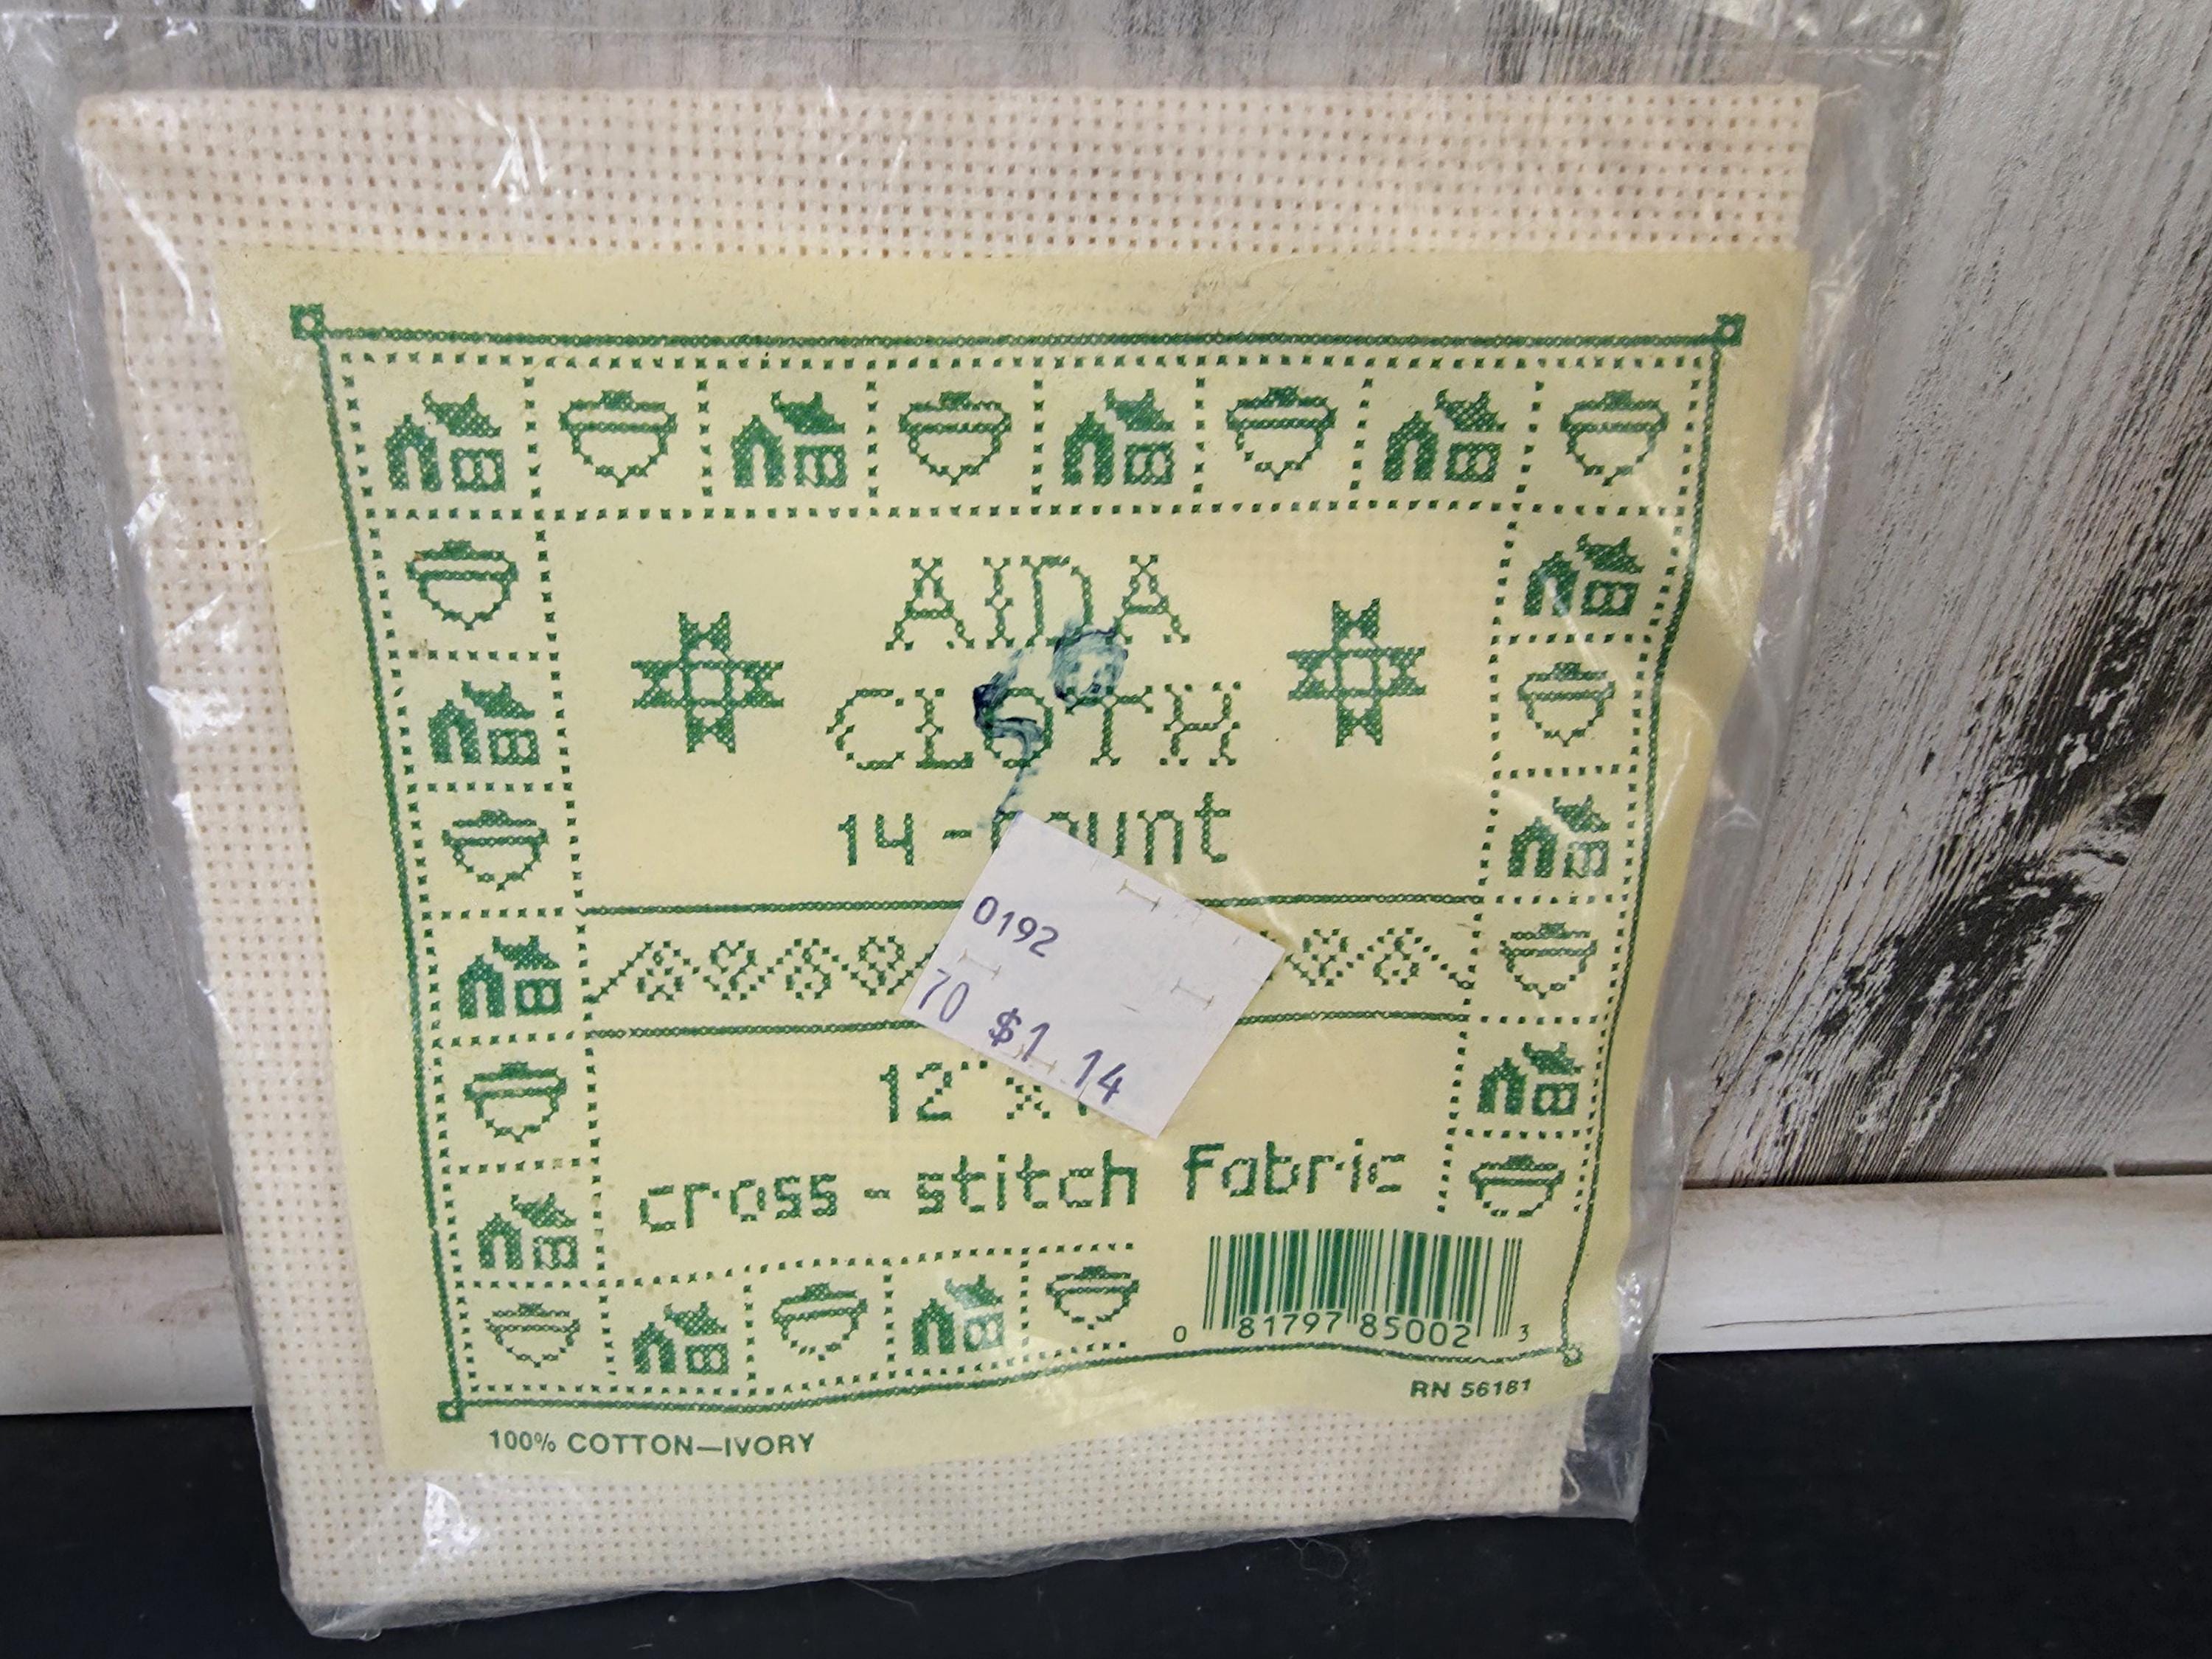 AIDA
CLOTH
14-count
0192
70 $1 14
12" x
cross-stitch Fabric
0 81797 85002 3
RN 56181
100% COTTON—IVORY